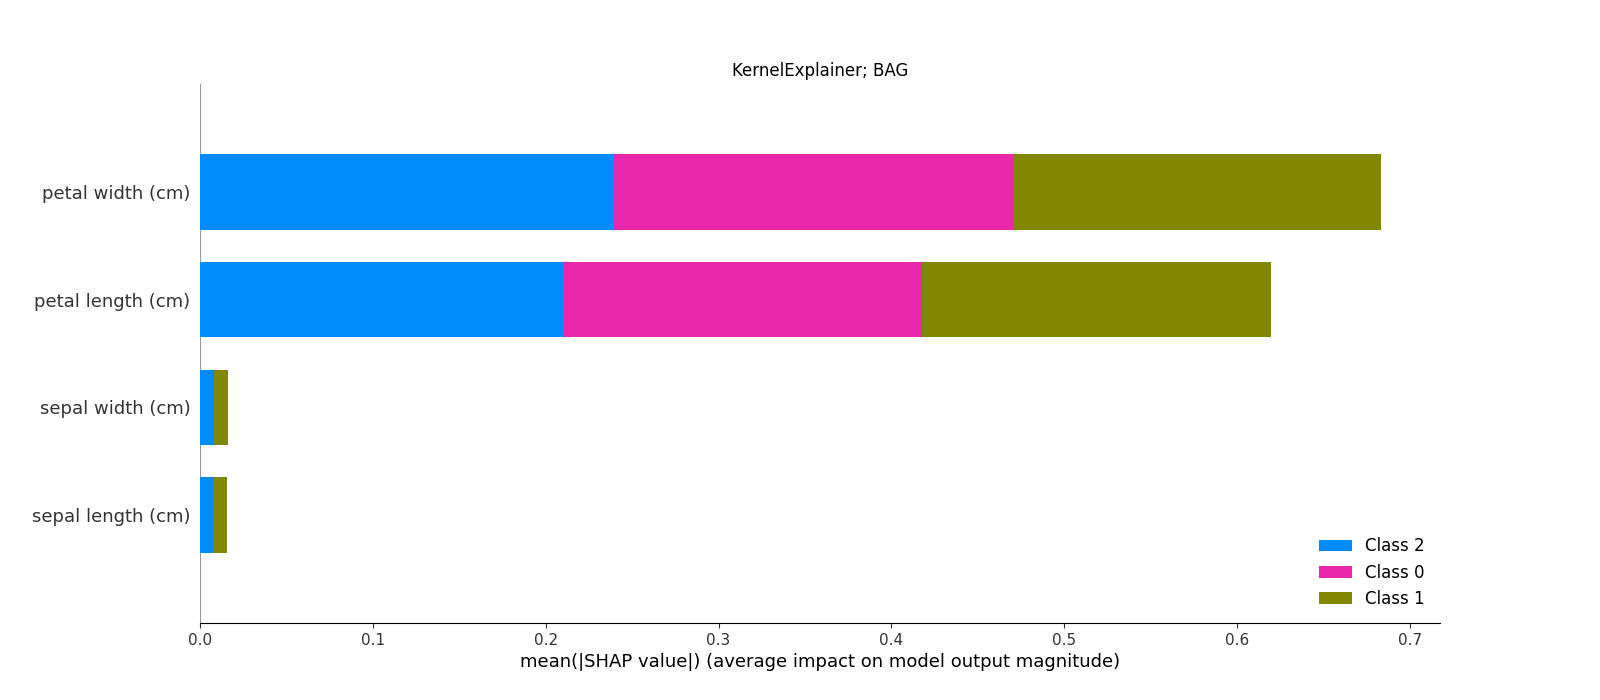 KernelExplainer; BAG
petal width (cm)
petal length (cm)
sepal width (cm)
sepal length (cm)
Class 2
Class 0
Class 1
0.0 0.1 0.2 0.3 0.4 0.5 0.6 0.7
mean(|SHAP value|) (average impact on model output magnitude)